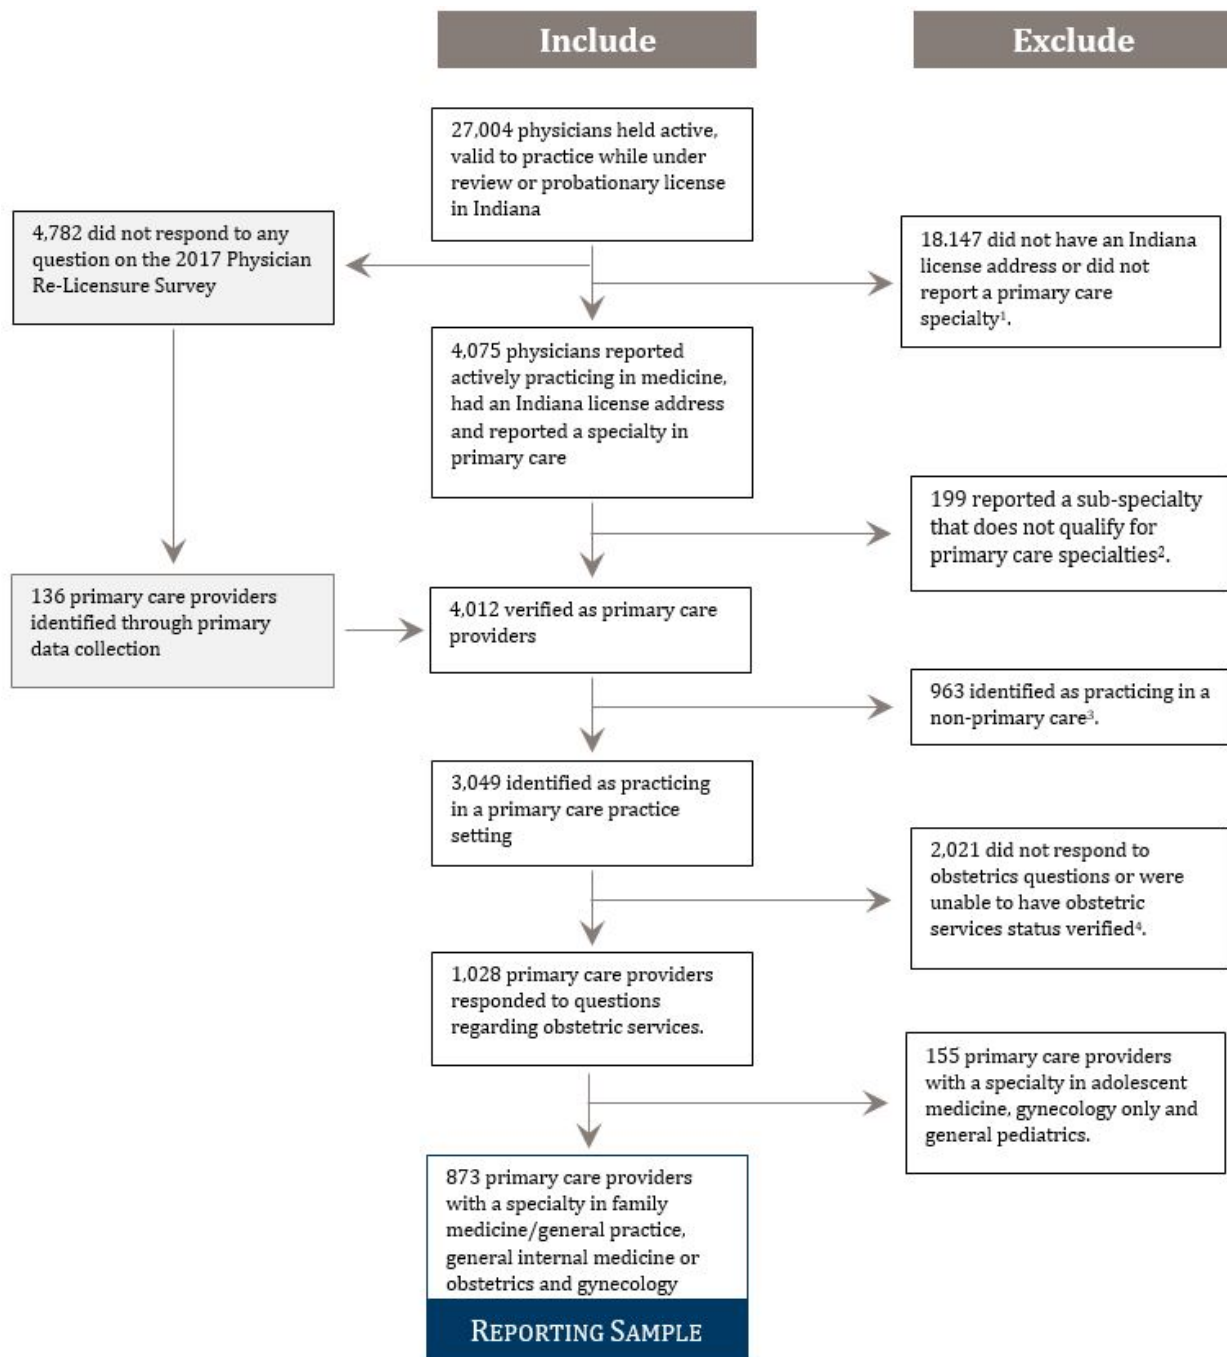 Include
Exclude
27,004 physicians held active,
valid to practice while under
review or probationary license
in Indiana
4,782 did not respond to any
question on the 2017 Physician
Re-Licensure Survey
18.147 did not have an Indiana
license address or did not
report a primary care
specialty¹.
4,075 physicians reported
actively practicing in medicine,
had an Indiana license address
and reported a specialty in
primary care
199 reported a sub-specialty
that does not qualify for
primary care specialties².
136 primary care providers
identified through primary
data collection
4,012 verified as primary care
providers
963 identified as practicing in a
non-primary care³.
3,049 identified as practicing
in a primary care practice
setting
2,021 did not respond to
obstetrics questions or were
unable to have obstetric
services status verified⁴.
1,028 primary care providers
responded to questions
regarding obstetric services.
155 primary care providers
with a specialty in adolescent
medicine, gynecology only and
general pediatrics.
873 primary care providers
with a specialty in family
medicine/general practice,
general internal medicine or
obstetrics and gynecology
REPORTING SAMPLE